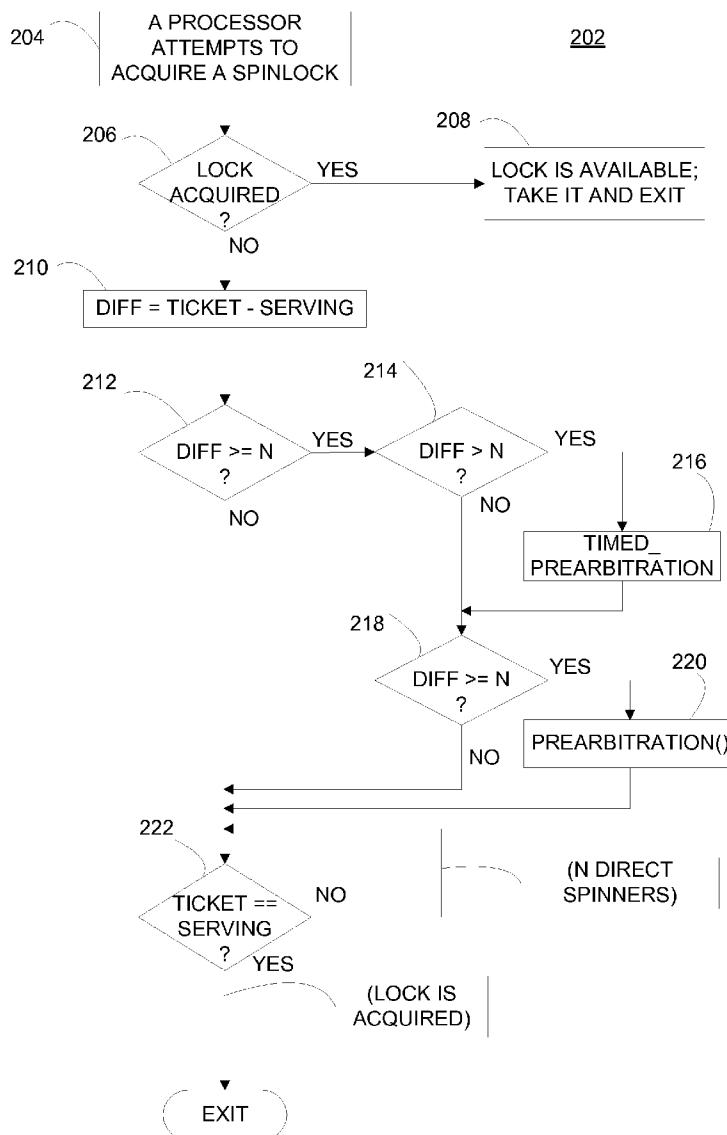 204
A PROCESSOR
ATTEMPTS TO
ACQUIRE A SPINLOCK
202
206
LOCK
ACQUIRED
?
YES
NO
208
LOCK IS AVAILABLE;
TAKE IT AND EXIT
210
DIFF = TICKET - SERVING
212
DIFF >= N
?
YES
NO
214
DIFF > N
?
YES
NO
216
TIMED_
PREARBITRATION
218
DIFF >= N
?
YES
NO
220
PREARBITRATION()
222
TICKET ==
SERVING
?
NO
YES
(N DIRECT
SPINNERS)
(LOCK IS
ACQUIRED)
EXIT